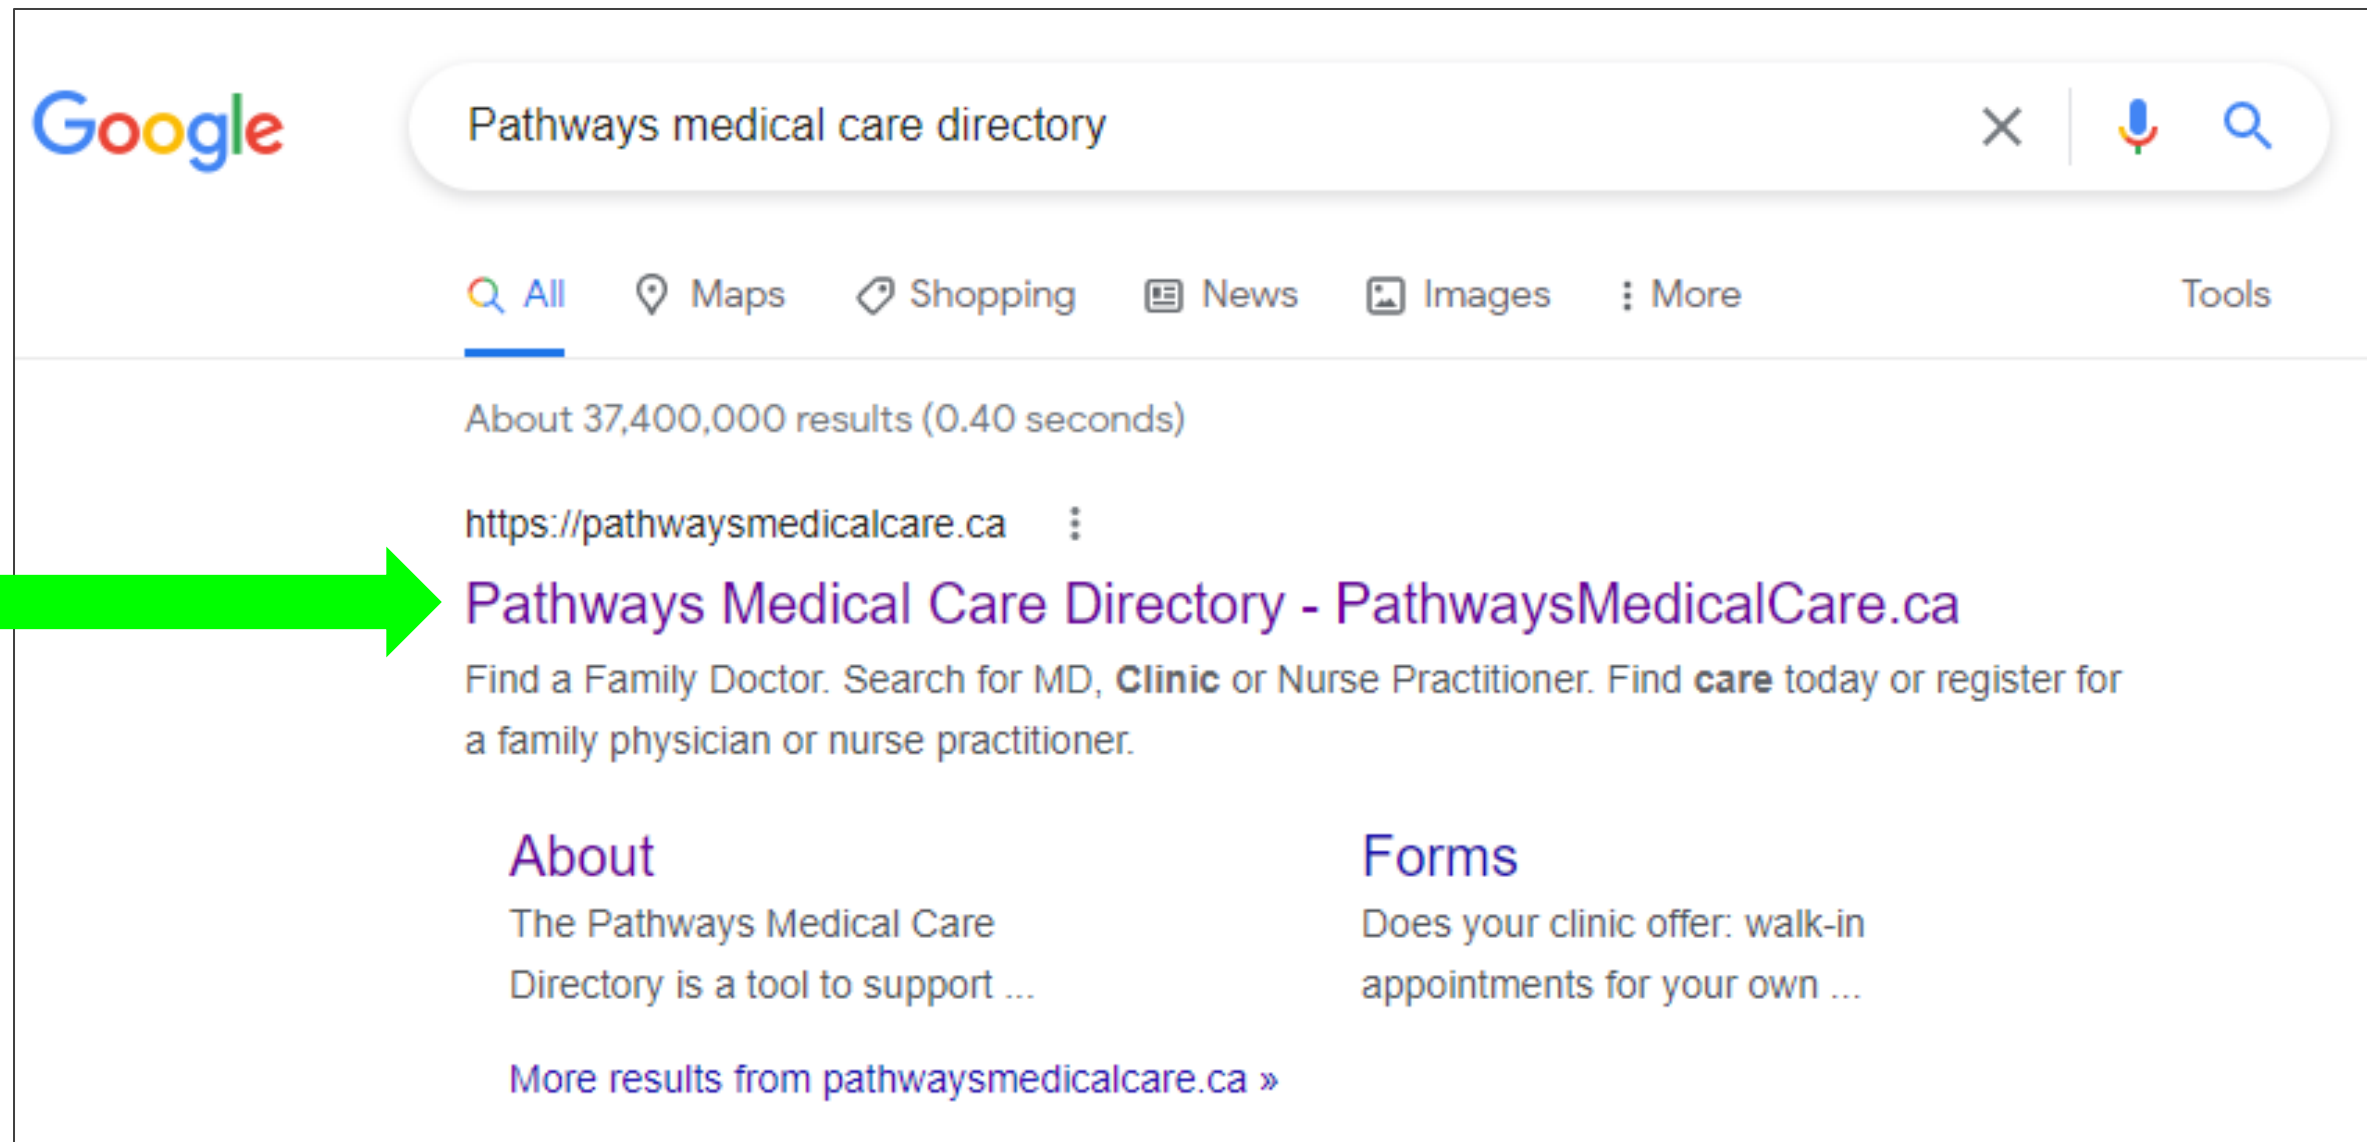 Google
Pathways medical care directory
All Maps Shopping News Images More Tools
About 37,400,000 results (0.40 seconds)
https://pathwaysmedicalcare.ca
Pathways Medical Care Directory - PathwaysMedicalCare.ca
Find a Family Doctor. Search for MD, Clinic or Nurse Practitioner. Find care today or register for
a family physician or nurse practitioner.
About
The Pathways Medical Care
Directory is a tool to support ...
Forms
Does your clinic offer: walk-in
appointments for your own ...
More results from pathwaysmedicalcare.ca »